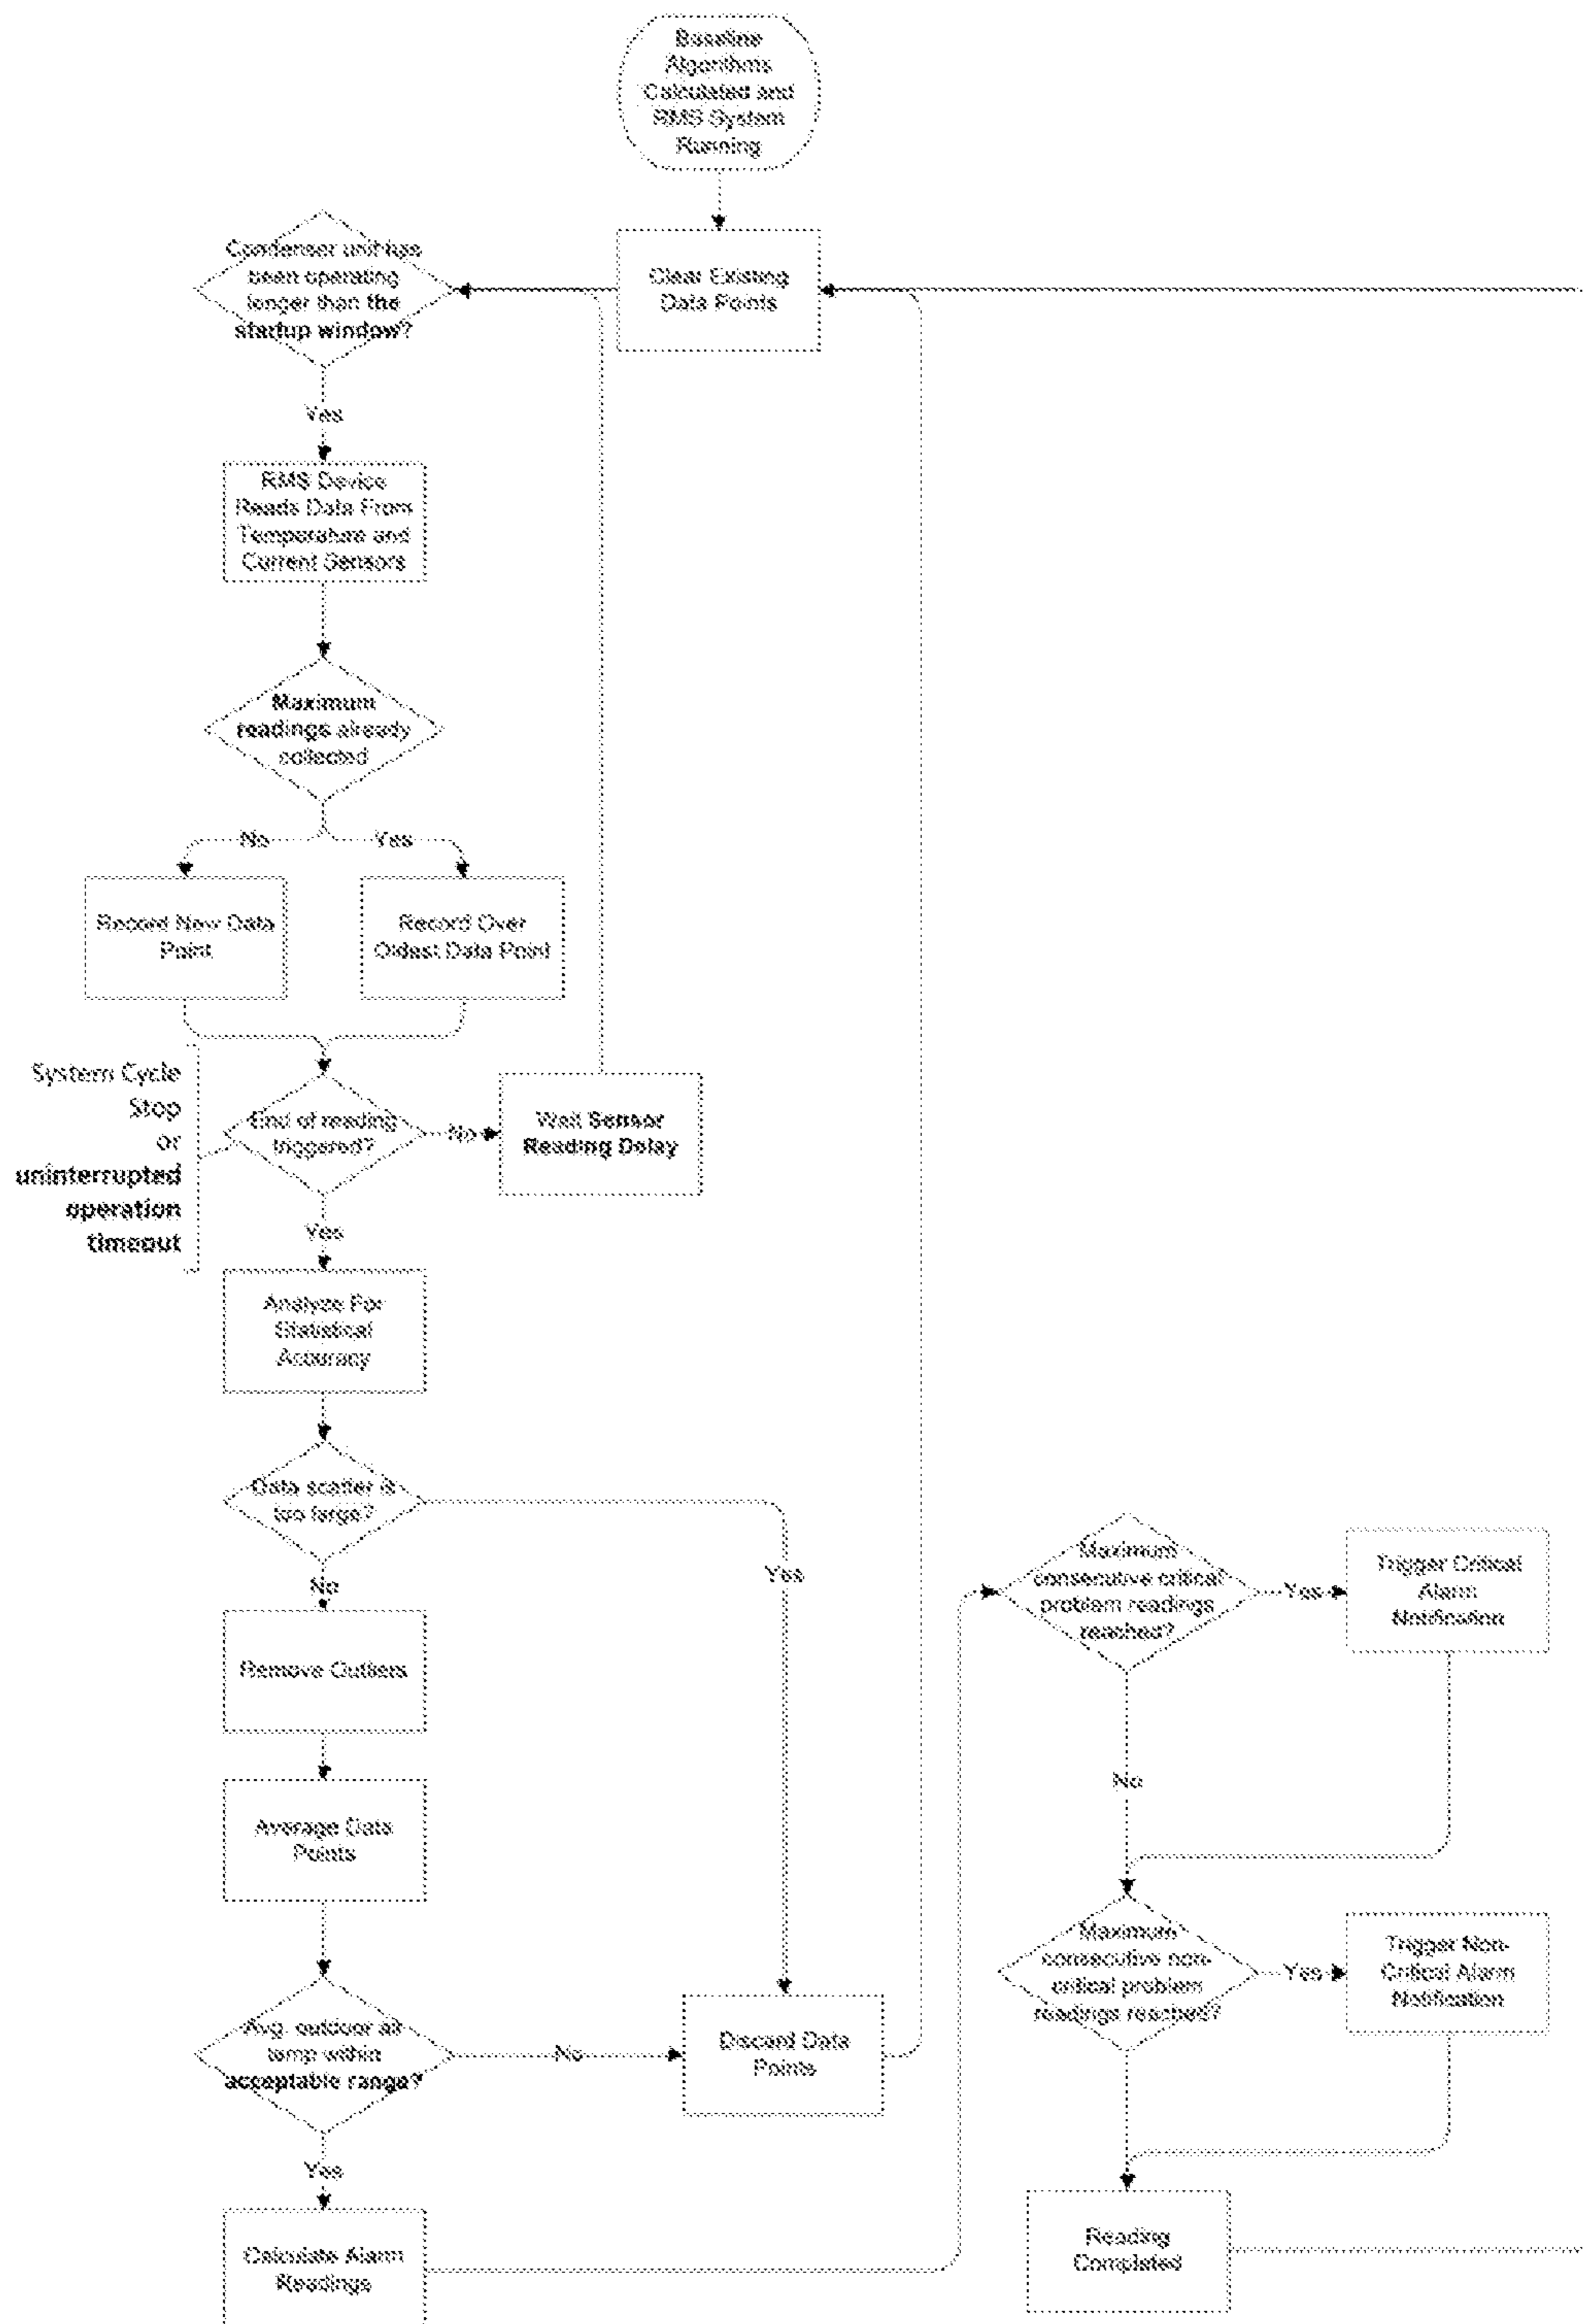 Baseline
Algorithms
Calculated and
RMS System
Running
Clear Existing
Data Points
Condenser unit has
been operating
longer than the
startup window?
Yes
RMS Device
Reads Data From
Temperature and
Current Sensors
Maximum
readings already
collected
No
Yes
Record New Data
Point
Record Over
Oldest Data Point
System Cycle
Stop
or
uninterrupted
operation
timeout
End of reading
triggered?
No
Wait Sensor
Reading Delay
Yes
Analyze For
Statistical
Accuracy
Data scatter is
too large?
Yes
No
Remove Outliers
Average Data
Points
Avg. outdoor air
temp within
acceptable range?
No
Discard Data
Points
Yes
Calculate Alarm
Readings
Maximum
consecutive critical
problem readings
reached?
Yes
Trigger Critical
Alarm
Notification
No
Maximum
consecutive non-
critical problem
readings reached?
Yes
Trigger Non-
Critical Alarm
Notification
Reading
Completed